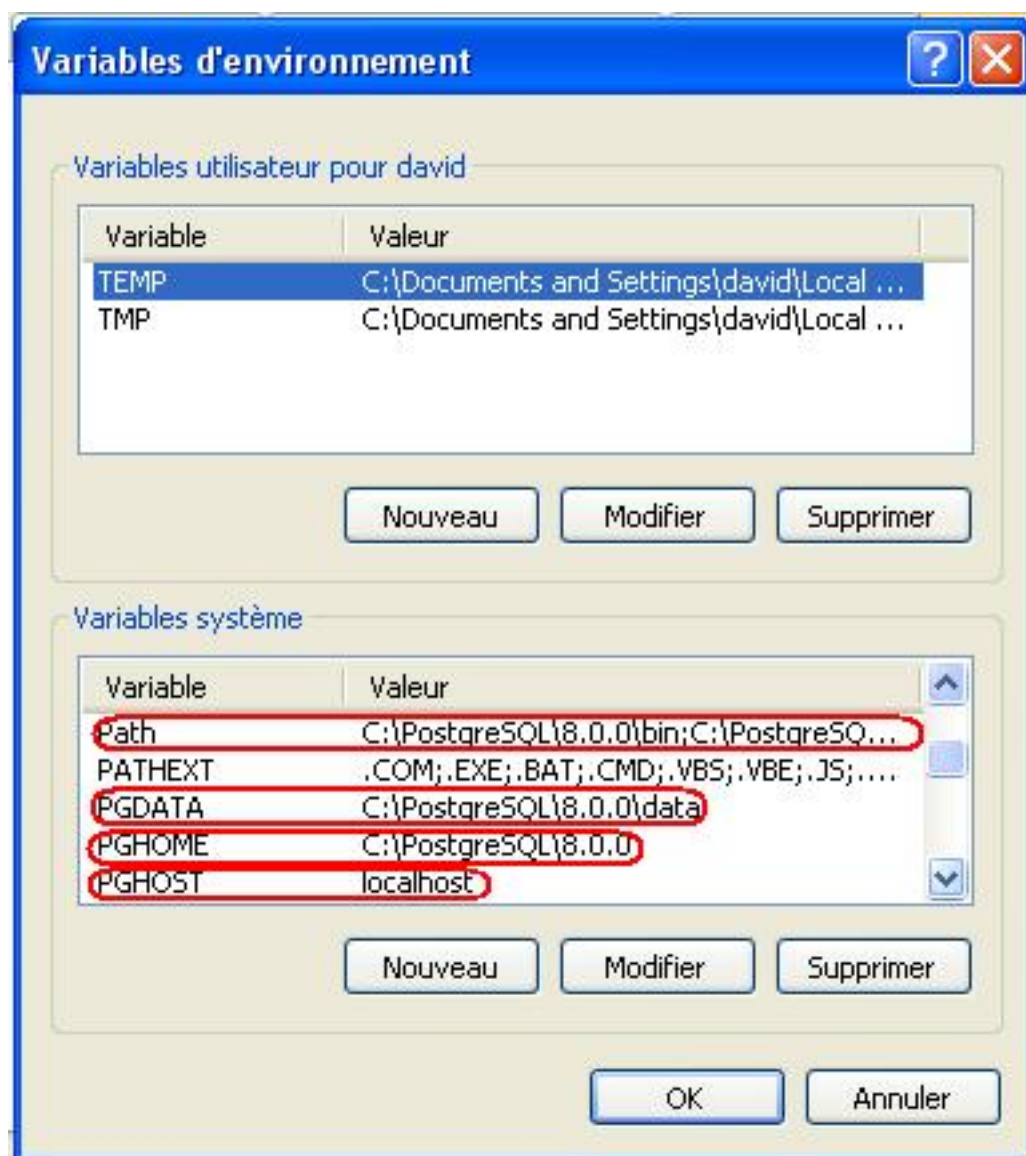 Variables d'environnement
Variables utilisateur pour david
Variable Valeur
TEMP C:\Documents and Settings\david\Local ...
TMP C:\Documents and Settings\david\Local ...
Nouveau Modifier Supprimer
Variables système
Variable Valeur
Path C:\PostgreSQL\8.0.0\bin;C:\PostgreSQ...
PATHEXT .COM;.EXE;.BAT;.CMD;.VBS;.VBE;.JS;....
PGDATA C:\PostgreSQL\8.0.0\data
PGHOME C:\PostgreSQL\8.0.0
PGHOST localhost
Nouveau Modifier Supprimer
OK Annuler